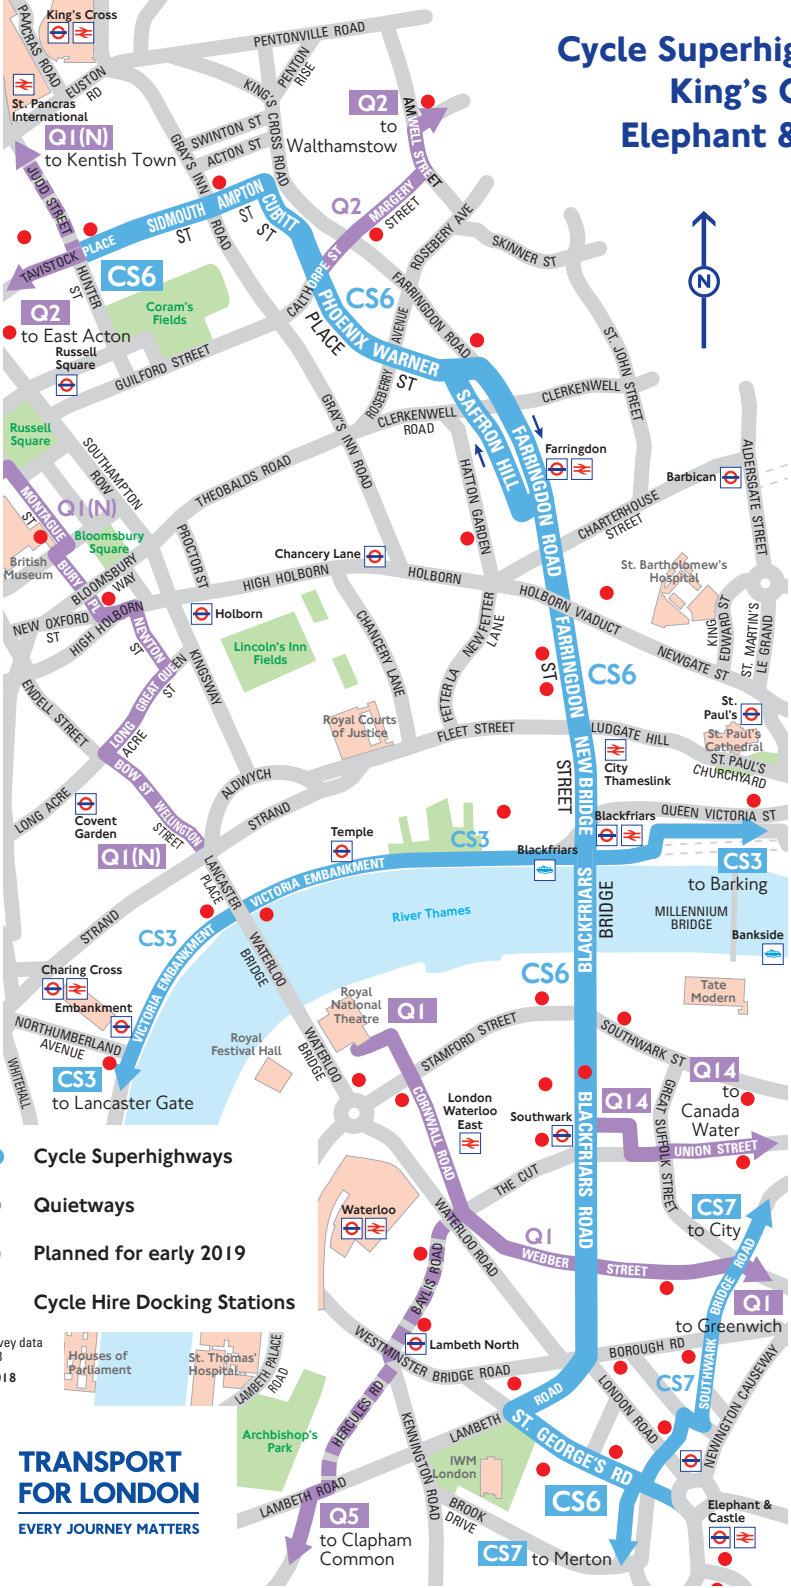 Cycle Superhig
King's C
Elephant &
King's Cross
PANCRAS ROAD
EUSTON
RD
St. Pancras
International
PENTONVILLE ROAD
PENTON
RISE
KING'S CROSS ROAD
SWINTON ST
ACTON ST
GRAY'S INN
ROAD
Q1(N)
to Kentish Town
Q2
to
Walthamstow
AMWELL STREET
JUDD STREET
TAVISTOCK
PLACE
SIDMOUTH
ST
AMPTON
ST
CUBITT
ST
Q2
MARGERY
STREET
ROSEBERY AVE
SKINNER ST
N
CS6
HUNTER
ST
Coram's
Fields
CALTHORPE ST
CS6
FARRINGDON ROAD
Q2
to East Acton
Russell
Square
GUILFORD STREET
PHOENIX
PLACE
WARNER
ST
ROSEBERRY
AVENUE
ST. JOHN STREET
CLERKENWELL
CLERKENWELL
ROAD
SAFFRON HILL
FARRINGDON ROAD
Farringdon
Barbican
ALDERSGATE STREET
Russell
Square
SOUTHAMPTON
ROW
GRAY'S INN ROAD
THEOBALDS ROAD
HATTON GARDEN
CHARTERHOUSE
STREET
Q1(N)
MONTAGUE
ST
Bloomsbury
Square
British
Museum
BURY PL
BLOOMSBURY
WAY
PROCTOR ST
Chancery Lane
HIGH HOLBORN
HOLBORN
HOLBORN VIADUCT
St. Bartholomew's
Hospital
NEW OXFORD
ST
HIGH HOLBORN
Holborn
NEWTON
ST
Lincoln's Inn
Fields
CHANCERY LANE
NEW FETTER
LANE
FETTER LA
KING
EDWARD ST
ST. MARTIN'S
LE GRAND
NEWGATE ST
FARRINGDON
ST
CS6
ENDELL STREET
GREAT QUEEN
ST
KINGSWAY
LONG
ACRE
Royal Courts
of Justice
FLEET STREET
LUDGATE HILL
St.
Paul's
St. Paul's
Cathedral
ST. PAUL'S
CHURCHYARD
City
Thameslink
NEW BRIDGE
STREET
BOW ST
WELLINGTON
STREET
ALDWYCH
STRAND
LONG ACRE
Covent
Garden
Q1(N)
Temple
CS3
Blackfriars
Blackfriars
QUEEN VICTORIA ST
CS3
to Barking
VICTORIA EMBANKMENT
LANCASTER
PLACE
STRAND
River Thames
BLACKFRIARS
BRIDGE
MILLENNIUM
BRIDGE
Bankside
CS3
VICTORIA EMBANKMENT
WATERLOO
BRIDGE
CS6
Charing Cross
Embankment
NORTHUMBERLAND
AVENUE
WHITEHALL
CS3
to Lancaster Gate
Royal
National
Theatre
Q1
Royal
Festival Hall
WATERLOO
BRIDGE
STAMFORD STREET
SOUTHWARK ST
Tate
Modern
CORNWALL ROAD
London
Waterloo
East
Southwark
Q14
Q14
to
Canada
Water
GREAT SUFFOLK STREET
UNION STREET
BLACKFRIARS ROAD
THE CUT
Cycle Superhighways
Quietways
Planned for early 2019
Cycle Hire Docking Stations
Waterloo
WATERLOO ROAD
Q1
WEBBER
STREET
CS7
to City
BRIDGE ROAD
SOUTHWARK
Q1
to Greenwich
BAYLIS ROAD
vey data
018
Houses of
Parliament
St. Thomas'
Hospital
LAMBETH PALACE
ROAD
Lambeth North
WESTMINSTER BRIDGE ROAD
BOROUGH RD
CS7
LONDON ROAD
NEWINGTON CAUSEWAY
Archbishop's
Park
HERCULES RD
KENNINGTON ROAD
LAMBETH
ROAD
ST. GEORGE'S RD
IWM
London
LAMBETH ROAD
BROOK
DRIVE
CS6
Elephant &
Castle
Q5
to Clapham
Common
CS7 to Merton
TRANSPORT
FOR LONDON
EVERY JOURNEY MATTERS